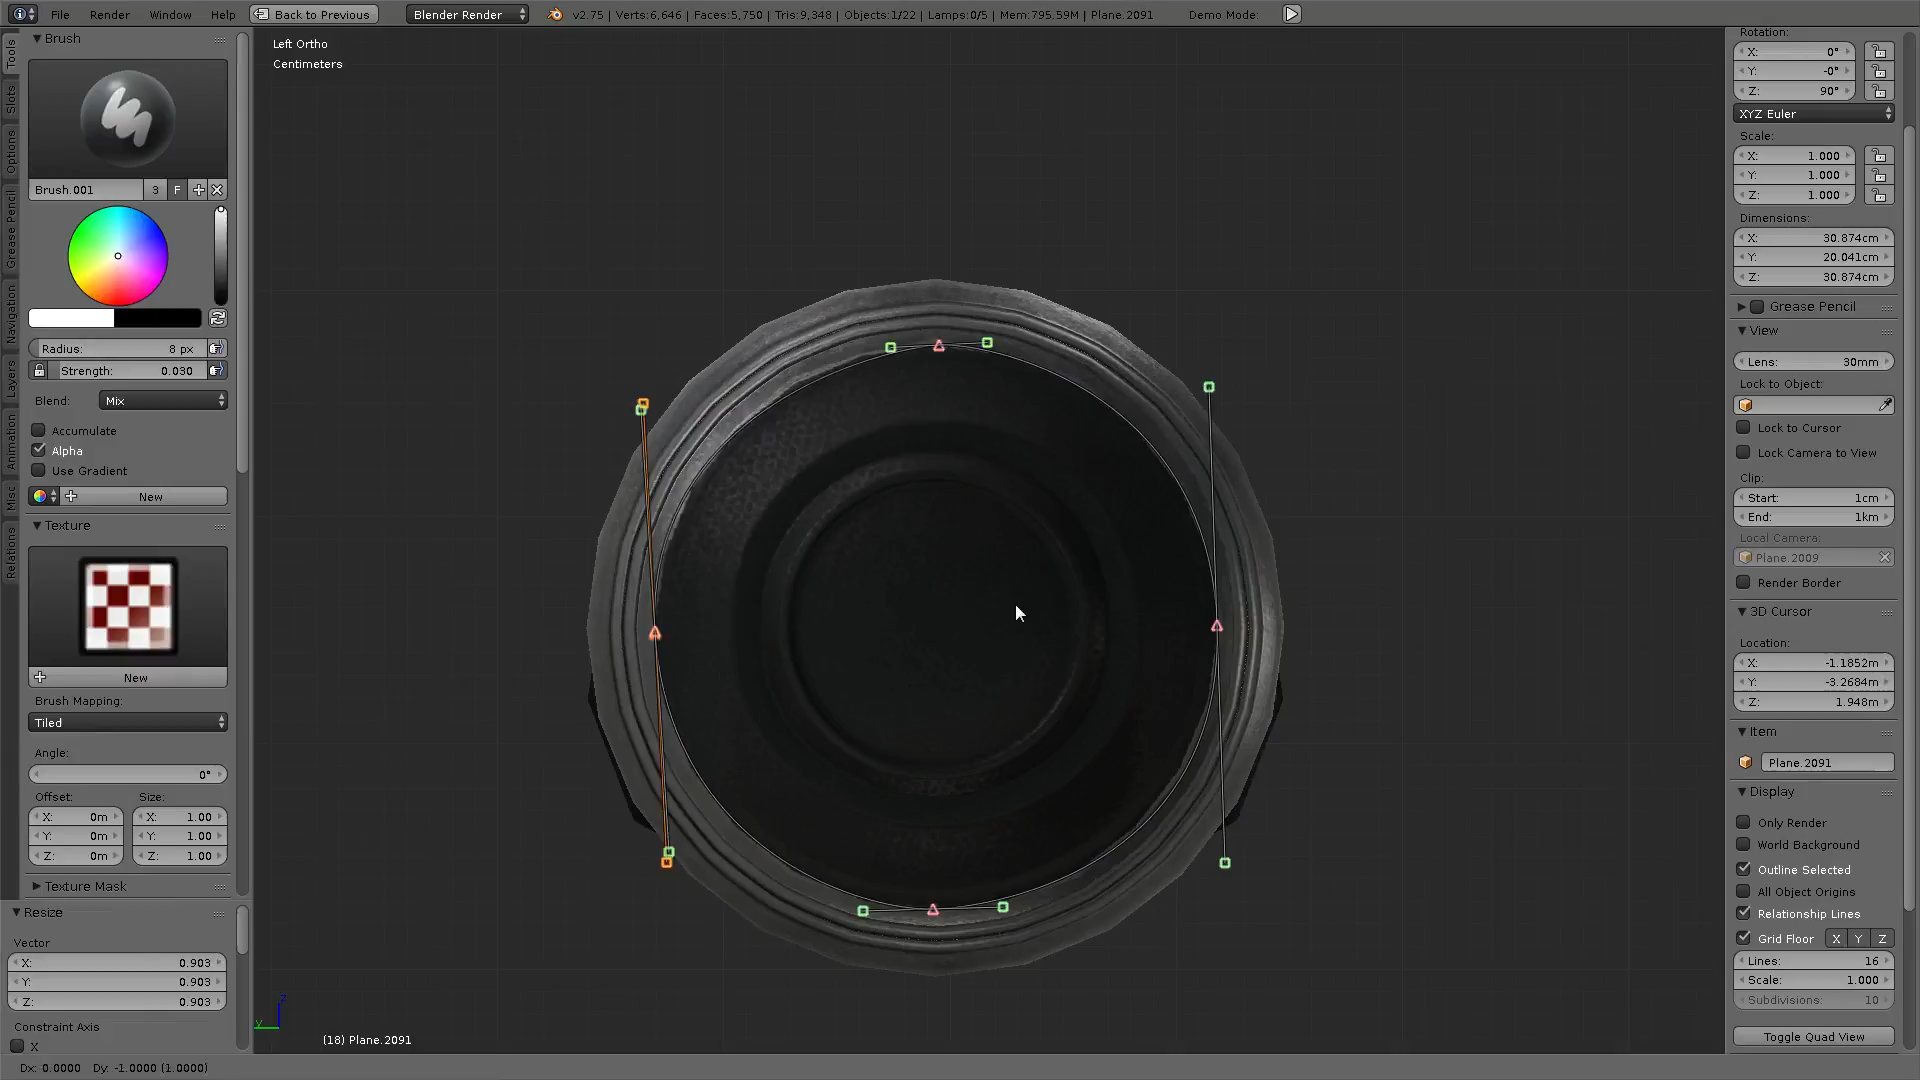 File Render Window Help Back to Previous Blender Render v2.75 | Verts:6,646 | Faces:5,750 | Tris:9,348 | Objects:1/22 | Lamps:0/5 | Mem:795.59M | Plane.2091 Demo Mode:
Tools
Slots
Options
Grease Pencil
Navigation
Layers
Animation
Misc
Relations
Brush
Brush.001 3 F
Radius: 8 px
Strength: 0.030
Blend: Mix
Accumulate
Alpha
Use Gradient
New
Texture
New
Brush Mapping:
Tiled
Angle:
0°
Offset: Size:
X: 0m X: 1.00
Y: 0m Y: 1.00
Z: 0m Z: 1.00
Texture Mask
Resize
Vector
X: 0.903
Y: 0.903
Z: 0.903
Constraint Axis
X
Dx: 0.0000 Dy: -1.0000 (1.0000)
Left Ortho
Centimeters
z
y
(18) Plane.2091
Rotation:
X: 0°
Y: -0°
Z: 90°
XYZ Euler
Scale:
X: 1.000
Y: 1.000
Z: 1.000
Dimensions:
X: 30.874cm
Y: 20.041cm
Z: 30.874cm
Grease Pencil
View
Lens: 30mm
Lock to Object:
Lock to Cursor
Lock Camera to View
Clip:
Start: 1cm
End: 1km
Local Camera:
Plane.2009
Render Border
3D Cursor
Location:
X: -1.1852m
Y: -3.2684m
Z: 1.948m
Item
Plane.2091
Display
Only Render
World Background
Outline Selected
All Object Origins
Relationship Lines
Grid Floor X Y Z
Lines: 16
Scale: 1.000
Subdivisions: 10
Toggle Quad View